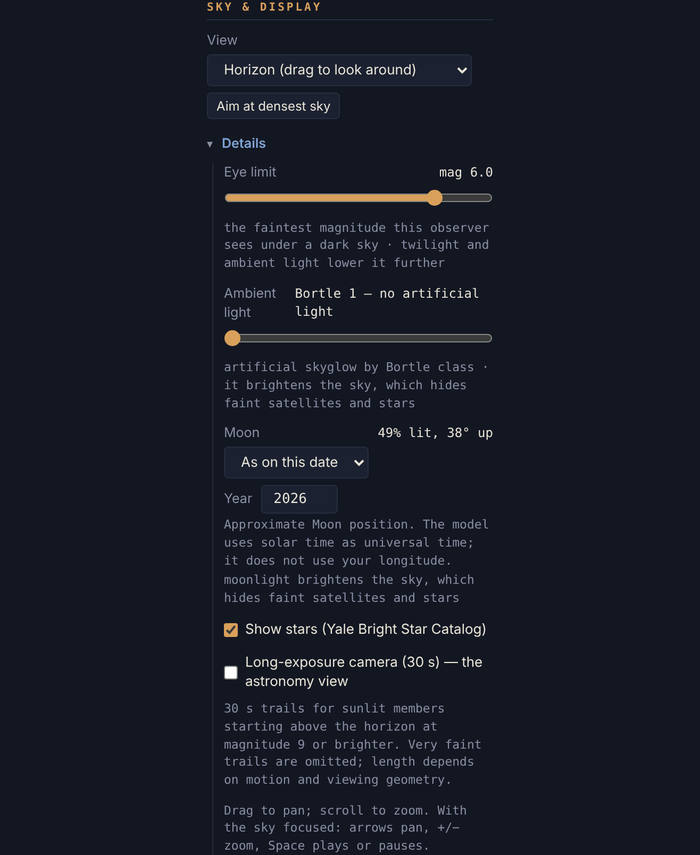 SKY & DISPLAY
View
Horizon (drag to look around)
Aim at densest sky
▾ Details
Eye limit mag 6.0
the faintest magnitude this observer
sees under a dark sky · twilight and
ambient light lower it further
Ambient light Bortle 1 — no artificial light
artificial skyglow by Bortle class ·
it brightens the sky, which hides
faint satellites and stars
Moon 49% lit, 38° up
As on this date
Year 2026
Approximate Moon position. The model
uses solar time as universal time;
it does not use your longitude.
moonlight brightens the sky, which
hides faint satellites and stars
Show stars (Yale Bright Star Catalog)
Long-exposure camera (30 s) — the
astronomy view
30 s trails for sunlit members
starting above the horizon at
magnitude 9 or brighter. Very faint
trails are omitted; length depends
on motion and viewing geometry.
Drag to pan; scroll to zoom. With
the sky focused: arrows pan, +/−
zoom, Space plays or pauses.